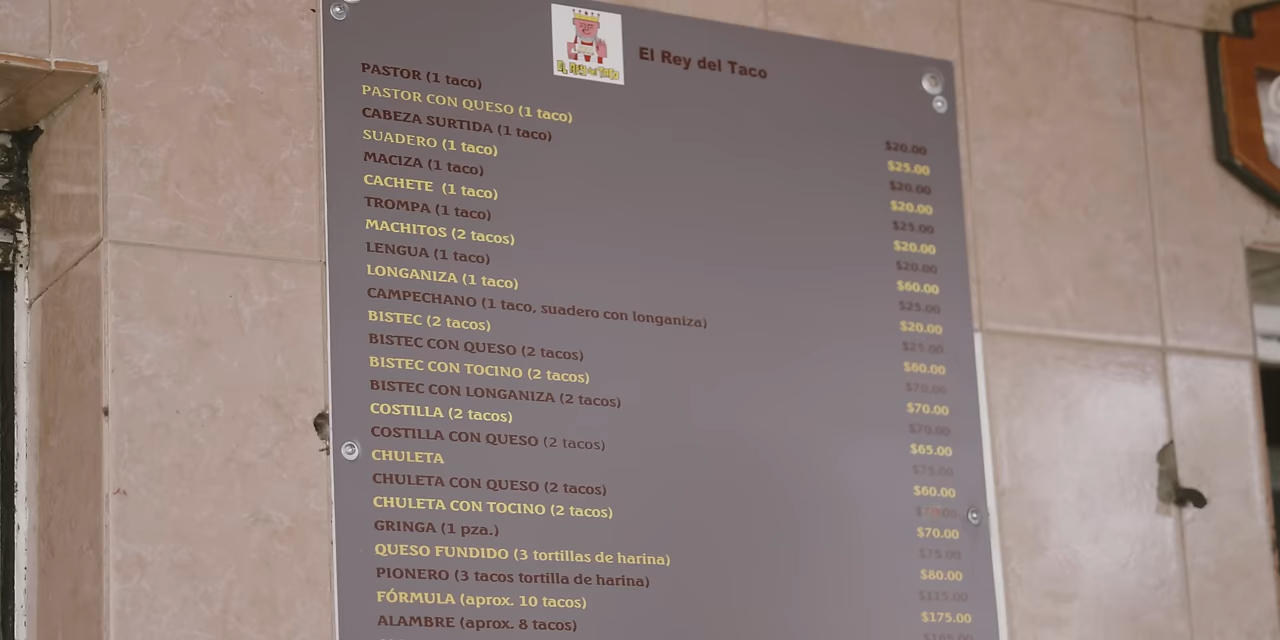 El Rey del Taco
EL REY del TACO
PASTOR (1 taco) $20.00
PASTOR CON QUESO (1 taco) $25.00
CABEZA SURTIDA (1 taco) $20.00
SUADERO (1 taco) $20.00
MACIZA (1 taco) $25.00
CACHETE (1 taco) $20.00
TROMPA (1 taco) $20.00
MACHITOS (2 tacos) $60.00
LENGUA (1 taco) $25.00
LONGANIZA (1 taco) $20.00
CAMPECHANO (1 taco, suadero con longaniza) $25.00
BISTEC (2 tacos) $60.00
BISTEC CON QUESO (2 tacos) $70.00
BISTEC CON TOCINO (2 tacos) $70.00
BISTEC CON LONGANIZA (2 tacos) $70.00
COSTILLA (2 tacos) $65.00
COSTILLA CON QUESO (2 tacos) $75.00
CHULETA $60.00
CHULETA CON QUESO (2 tacos)
CHULETA CON TOCINO (2 tacos) $70.00
GRINGA (1 pza.) $75.00
QUESO FUNDIDO (3 tortillas de harina) $80.00
PIONERO (3 tacos tortilla de harina) $115.00
FÓRMULA (aprox. 10 tacos) $175.00
ALAMBRE (aprox. 8 tacos)